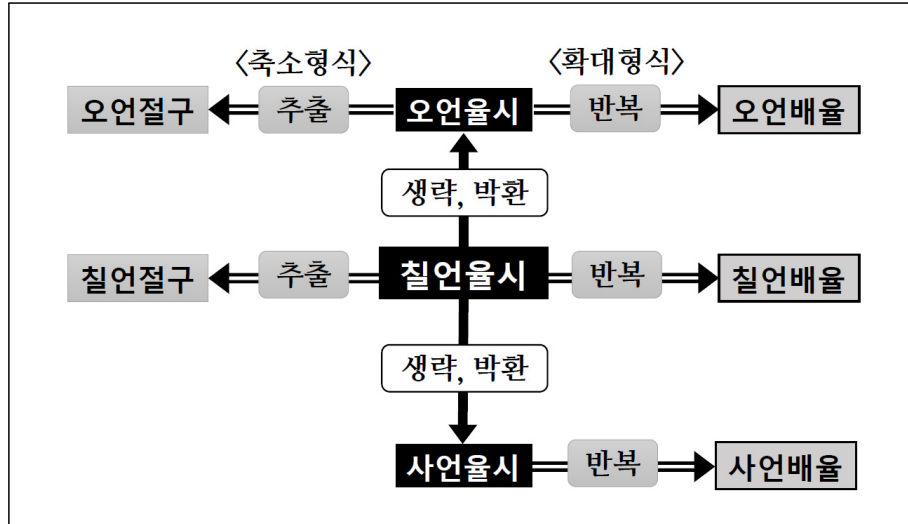 〈축소형식〉 〈확대형식〉
오언절구 추출 오언율시 반복 오언배율
생략, 박환
칠언절구 추출 칠언율시 반복 칠언배율
생략, 박환
사언율시 반복 사언배율